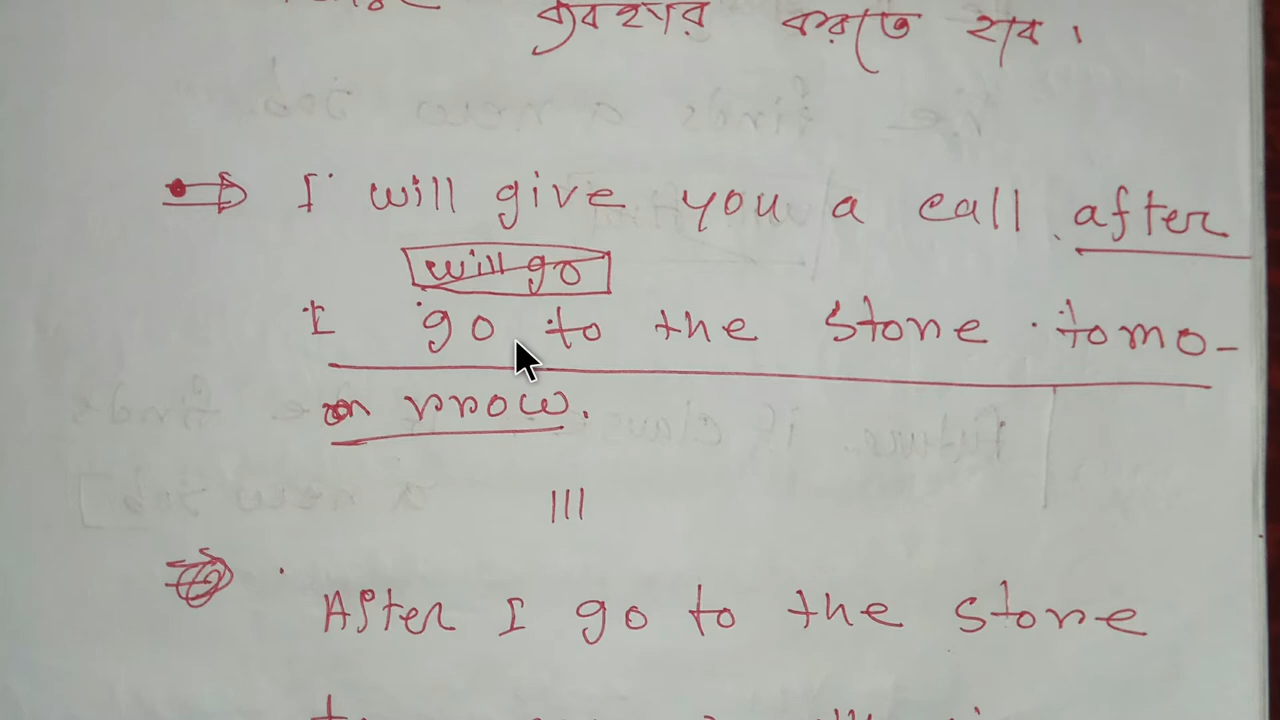 ব্যবহার করতে হবে।
I will give you a call after
will go
I go to the store tomo-
rrow.
After I go to the store